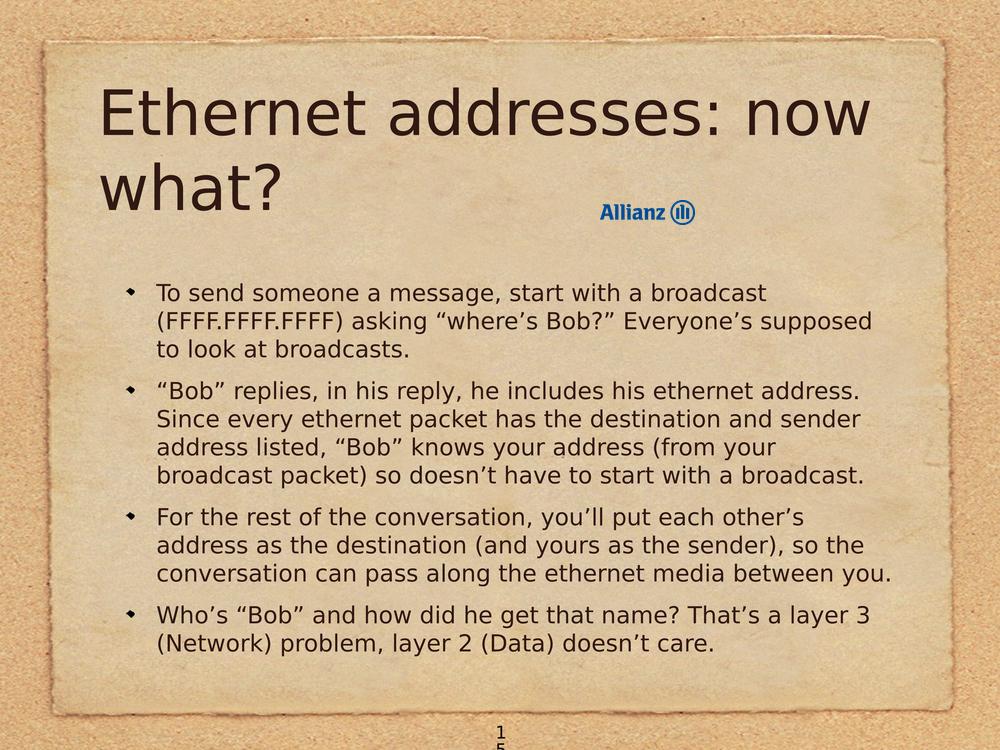 Ethernet addresses: now
what?
Allianz
To send someone a message, start with a broadcast
(FFFF.FFFF.FFFF) asking “where’s Bob?” Everyone’s supposed
to look at broadcasts.
“Bob” replies, in his reply, he includes his ethernet address.
Since every ethernet packet has the destination and sender
address listed, “Bob” knows your address (from your
broadcast packet) so doesn’t have to start with a broadcast.
For the rest of the conversation, you’ll put each other’s
address as the destination (and yours as the sender), so the
conversation can pass along the ethernet media between you.
Who’s “Bob” and how did he get that name? That’s a layer 3
(Network) problem, layer 2 (Data) doesn’t care.
1
5